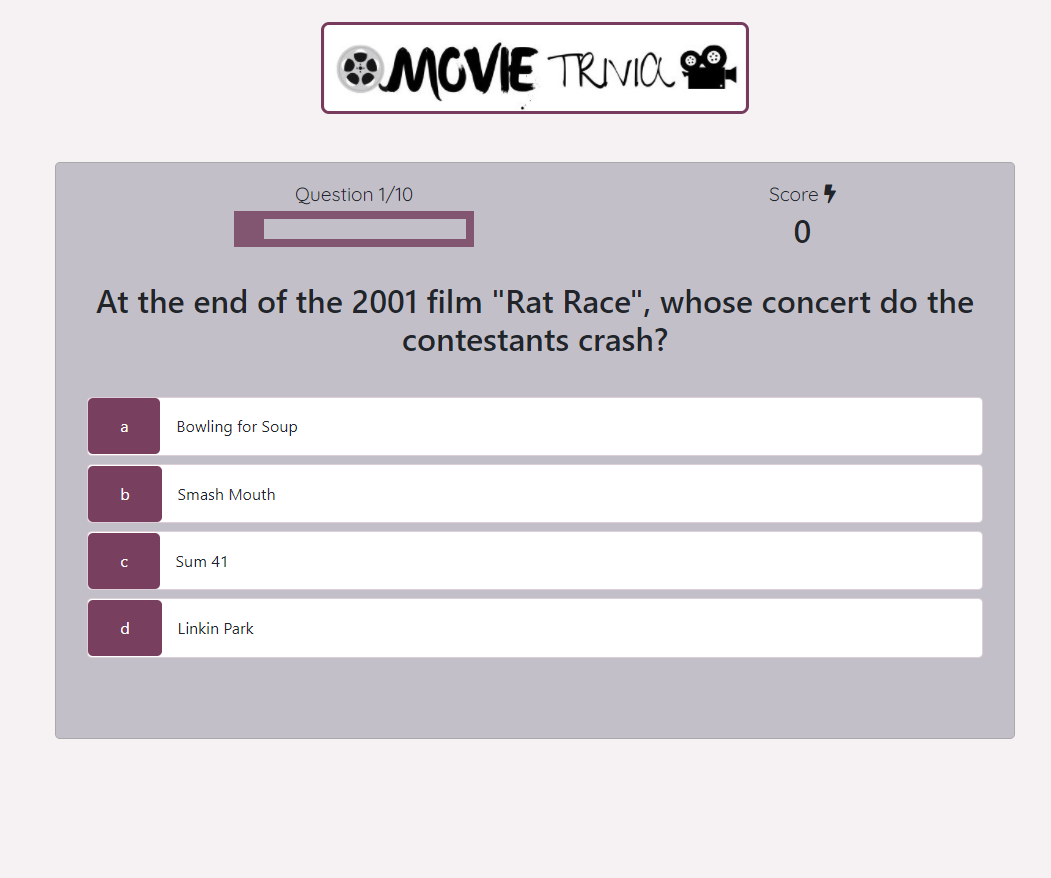 MOVIE TRIVIA
Question 1/10
Score
0
At the end of the 2001 film "Rat Race", whose concert do the
contestants crash?
a Bowling for Soup
b Smash Mouth
c Sum 41
d Linkin Park